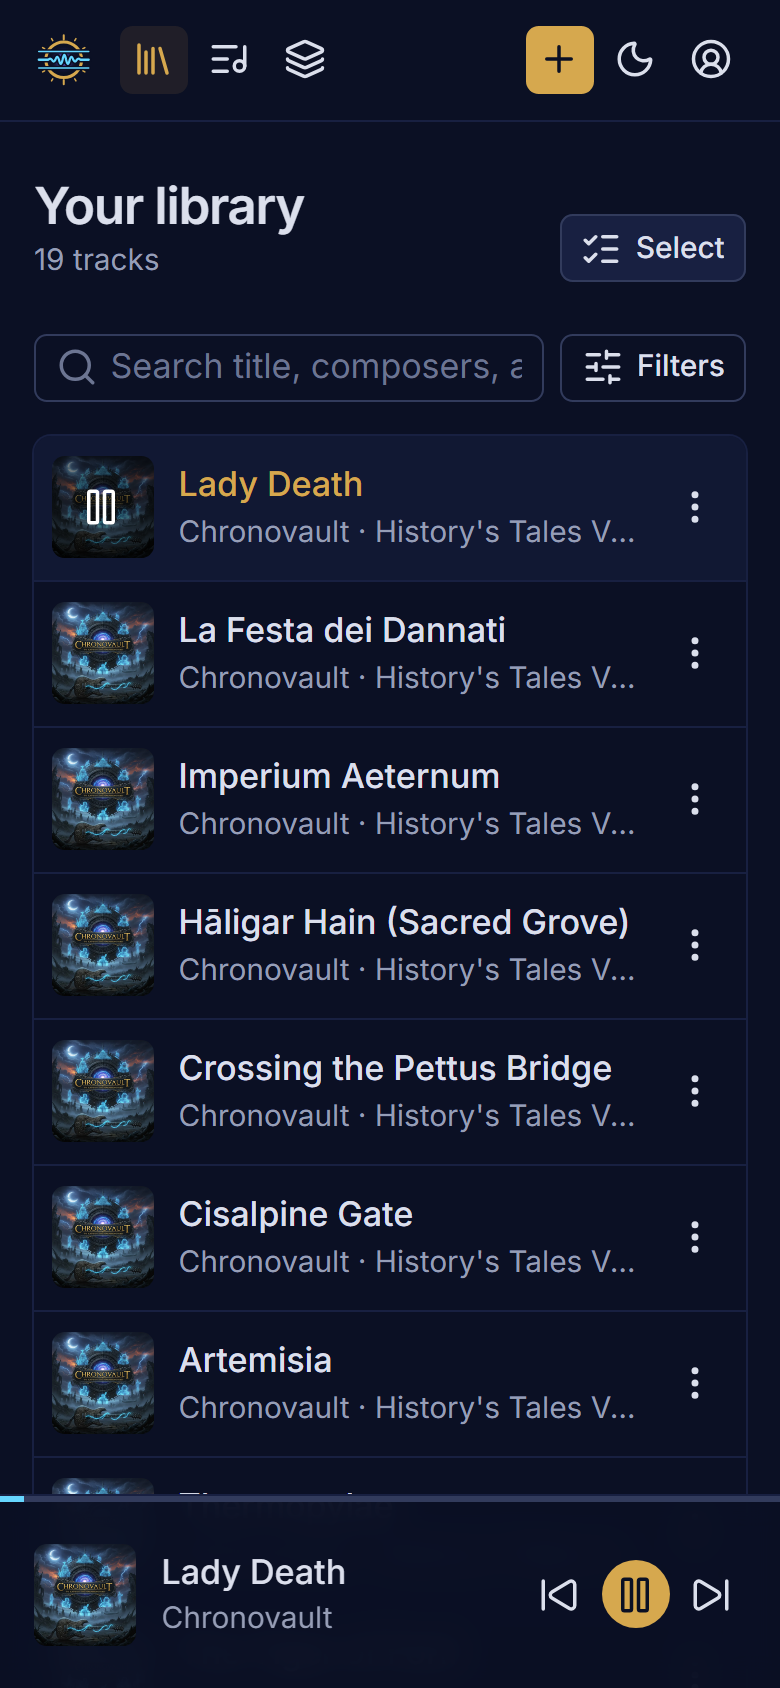 Your library
19 tracks
Select
Search title, composers, a
Filters
Lady Death
Chronovault · History's Tales V...
La Festa dei Dannati
Chronovault · History's Tales V...
Imperium Aeternum
Chronovault · History's Tales V...
Hāligar Hain (Sacred Grove)
Chronovault · History's Tales V...
Crossing the Pettus Bridge
Chronovault · History's Tales V...
Cisalpine Gate
Chronovault · History's Tales V...
Artemisia
Chronovault · History's Tales V...
Lady Death
Chronovault